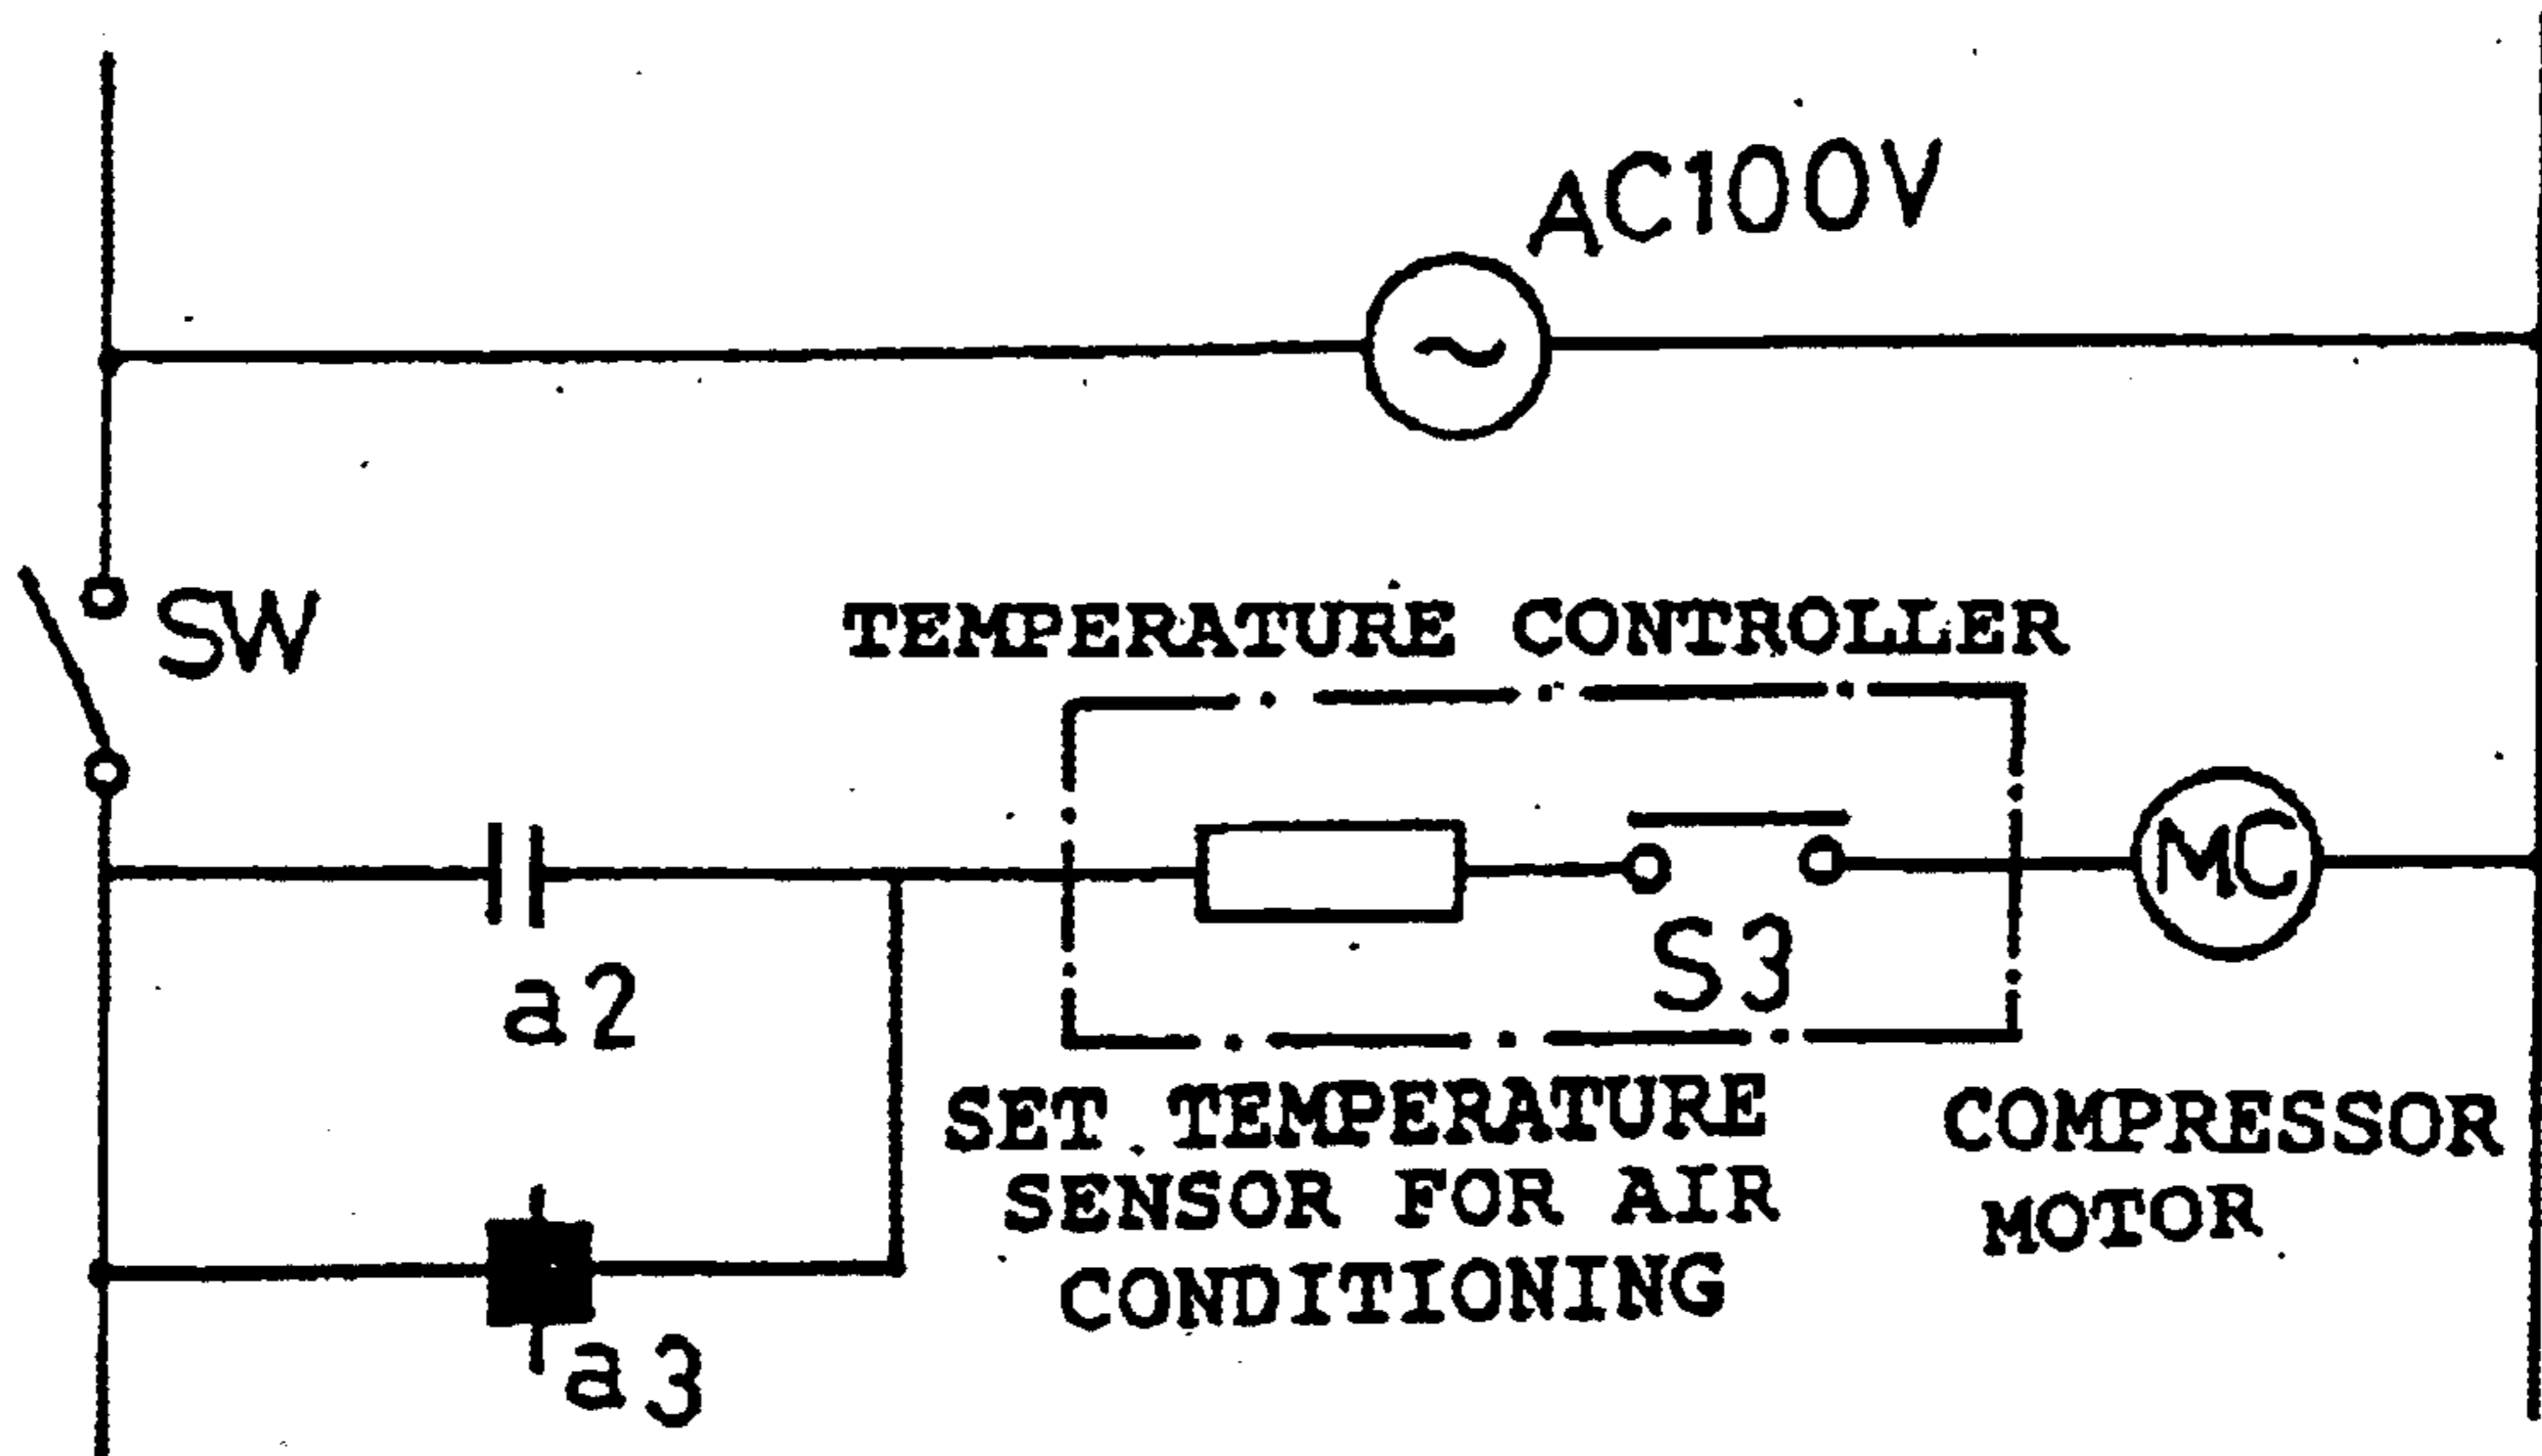 AC100V
SW
TEMPERATURE CONTROLLER
MC
a2
S3
SET TEMPERATURE
SENSOR FOR AIR
CONDITIONING
COMPRESSOR
MOTOR
a3